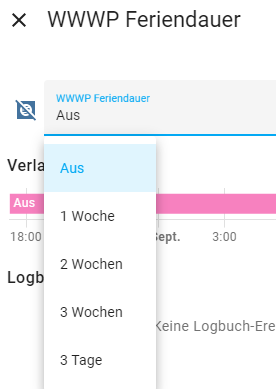 WWWP Feriendauer
WWWP Feriendauer
Aus
Verla
Aus
Aus
1 Woche
18:00
Sept.
3:00
2 Wochen
Logb
3 Wochen
Keine Logbuch-Ere
3 Tage